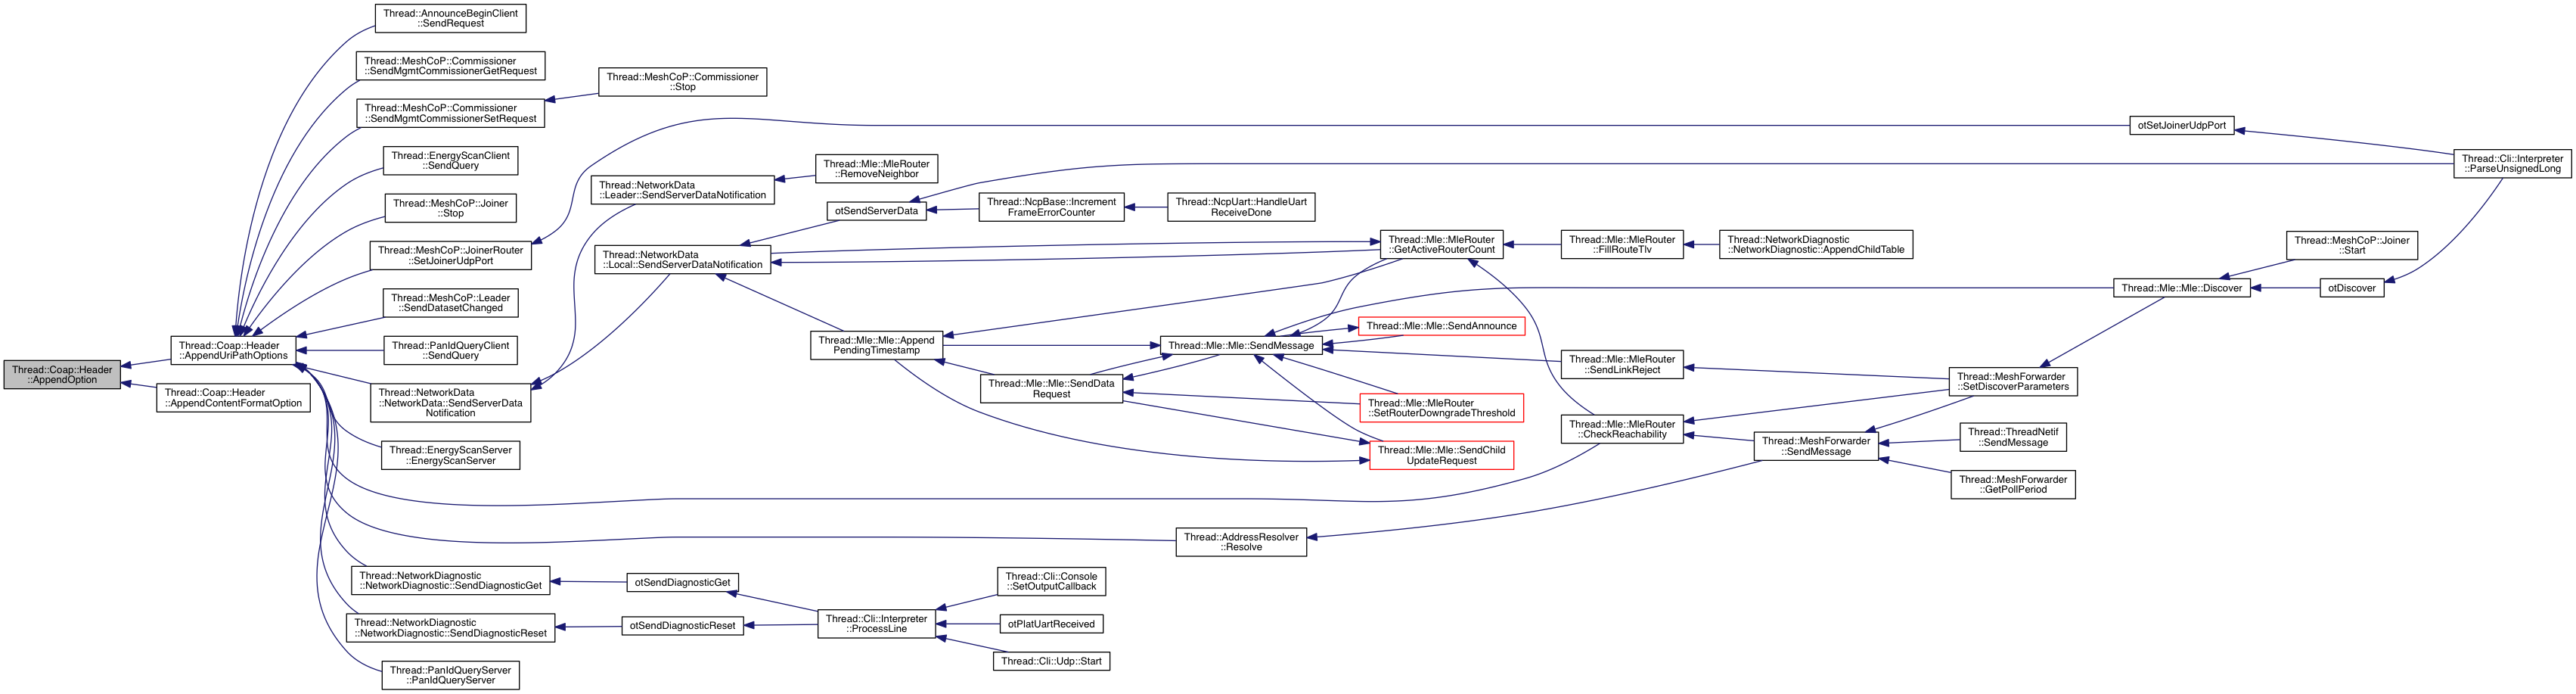 Thread::Coap::Header
::AppendOption
Thread::Coap::Header
::AppendUriPathOptions
Thread::Coap::Header
::AppendContentFormatOption
Thread::AnnounceBeginClient
::SendRequest
Thread::MeshCoP::Commissioner
::SendMgmtCommissionerGetRequest
Thread::MeshCoP::Commissioner
::SendMgmtCommissionerSetRequest
Thread::EnergyScanClient
::SendQuery
Thread::MeshCoP::Joiner
::Stop
Thread::MeshCoP::JoinerRouter
::SetJoinerUdpPort
Thread::MeshCoP::Leader
::SendDatasetChanged
Thread::PanIdQueryClient
::SendQuery
Thread::NetworkData
::NetworkData::SendServerData
Notification
Thread::EnergyScanServer
::EnergyScanServer
Thread::NetworkDiagnostic
::NetworkDiagnostic::SendDiagnosticGet
Thread::NetworkDiagnostic
::NetworkDiagnostic::SendDiagnosticReset
Thread::PanIdQueryServer
::PanIdQueryServer
Thread::MeshCoP::Commissioner
::Stop
Thread::NetworkData
::Leader::SendServerDataNotification
Thread::NetworkData
::Local::SendServerDataNotification
otSendDiagnosticGet
otSendDiagnosticReset
Thread::Mle::MleRouter
::RemoveNeighbor
otSendServerData
Thread::Mle::Mle::Append
PendingTimestamp
Thread::Cli::Interpreter
::ProcessLine
Thread::NcpBase::Increment
FrameErrorCounter
Thread::Mle::Mle::SendData
Request
Thread::Cli::Console
::SetOutputCallback
otPlatUartReceived
Thread::Cli::Udp::Start
Thread::NcpUart::HandleUart
ReceiveDone
Thread::Mle::Mle::SendMessage
Thread::AddressResolver
::Resolve
Thread::Mle::MleRouter
::GetActiveRouterCount
Thread::Mle::Mle::SendAnnounce
Thread::Mle::MleRouter
::SetRouterDowngradeThreshold
Thread::Mle::Mle::SendChild
UpdateRequest
Thread::Mle::MleRouter
::FillRouteTlv
Thread::Mle::MleRouter
::SendLinkReject
Thread::Mle::MleRouter
::CheckReachability
Thread::NetworkDiagnostic
::NetworkDiagnostic::AppendChildTable
Thread::MeshForwarder
::SendMessage
Thread::MeshForwarder
::SetDiscoverParameters
Thread::ThreadNetif
::SendMessage
Thread::MeshForwarder
::GetPollPeriod
otSetJoinerUdpPort
Thread::Mle::Mle::Discover
Thread::MeshCoP::Joiner
::Start
otDiscover
Thread::Cli::Interpreter
::ParseUnsignedLong